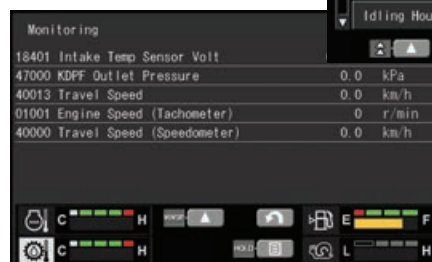 Idling Hou
Monitoring
18401 Intake Temp Sensor Volt
47000 KDPF Outlet Pressure 0.0 kPa
40013 Travel Speed 0.0 km/h
01001 Engine Speed (Tachometer) 0 r/min
40000 Travel Speed (Speedometer) 0.0 km/h
C H E F
C H HOLD L H